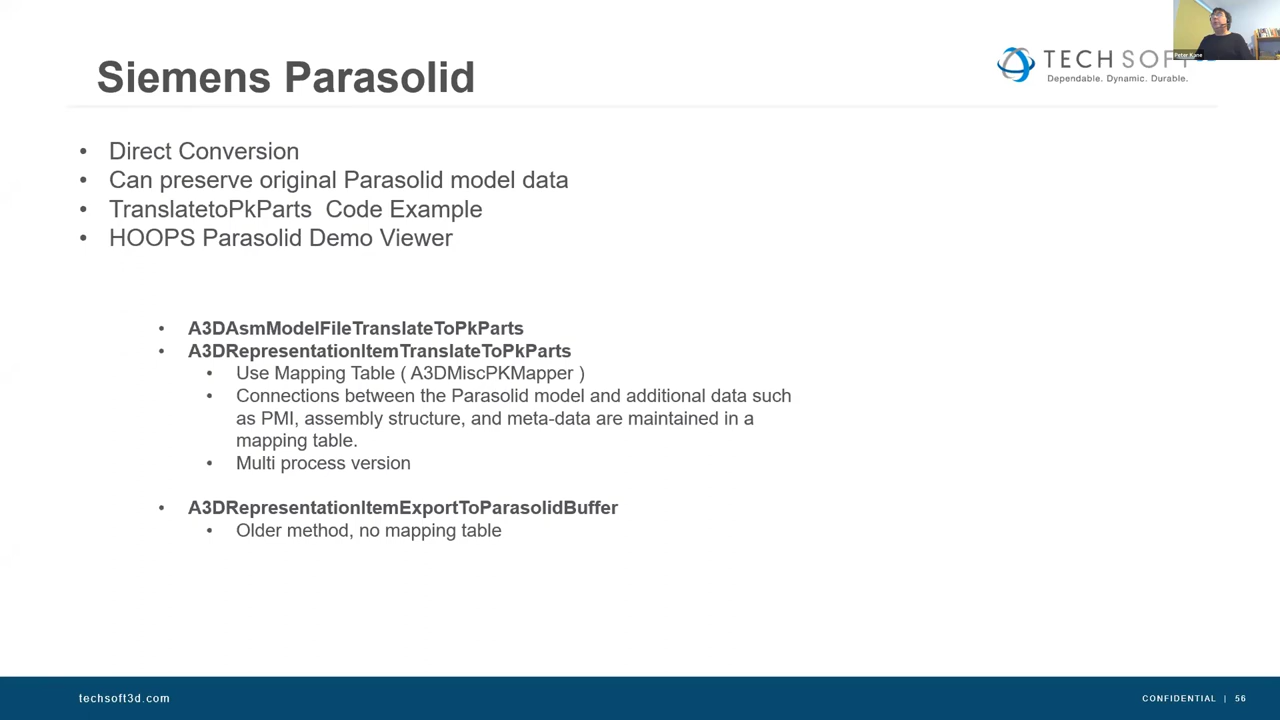 Peter Kane
Siemens Parasolid
TECH SOFT
Dependable. Dynamic. Durable.
• Direct Conversion
• Can preserve original Parasolid model data
• TranslatetoPkParts Code Example
• HOOPS Parasolid Demo Viewer
• A3DAsmModelFileTranslateToPkParts
• A3DRepresentationItemTranslateToPkParts
• Use Mapping Table ( A3DMiscPKMapper )
• Connections between the Parasolid model and additional data such
as PMI, assembly structure, and meta-data are maintained in a
mapping table.
• Multi process version
• A3DRepresentationItemExportToParasolidBuffer
• Older method, no mapping table
techsoft3d.com
CONFIDENTIAL | 56